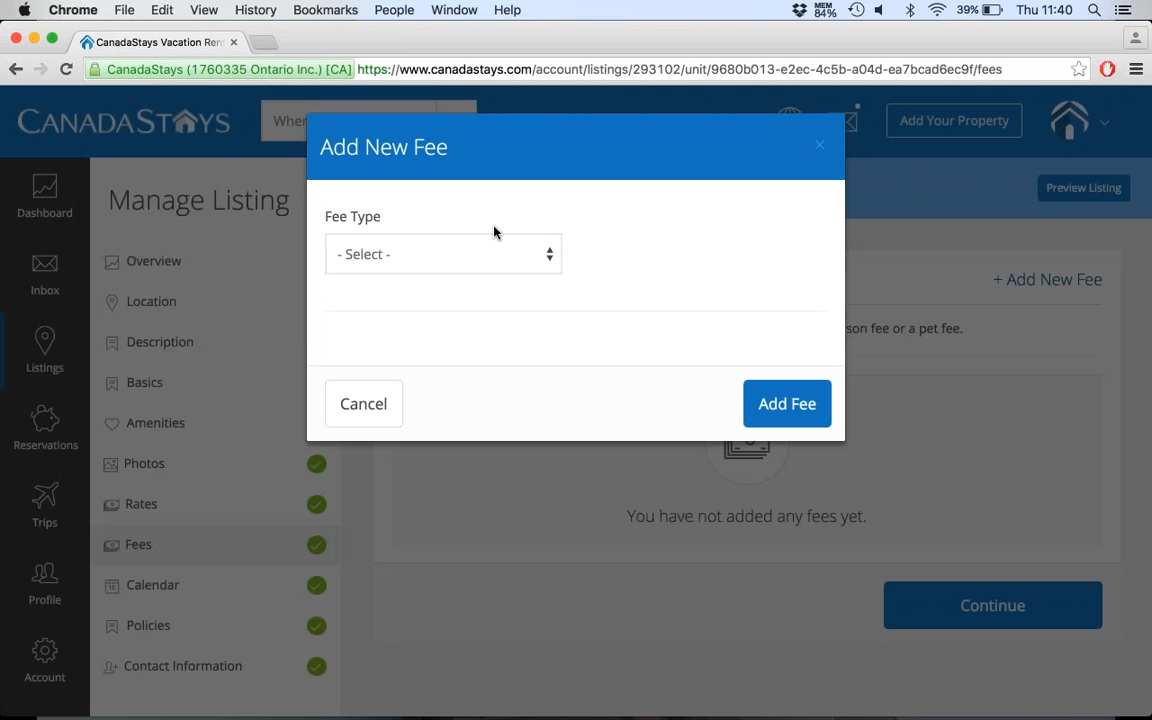 Chrome File Edit View History Bookmarks People Window Help MEM 84% 39% Thu 11:40
CanadaStays Vacation Ren
CanadaStays (1760335 Ontario Inc.) [CA] https://www.canadastays.com/account/listings/293102/unit/9680b013-e2ec-4c5b-a04d-ea7bcad6ec9f/fees
CANADASTAYS Wher Add Your Property
Add New Fee ×
Manage Listing Preview Listing
Dashboard
Fee Type
- Select -
Overview
+ Add New Fee
Inbox
Location
son fee or a pet fee.
Description
Listings
Basics
Cancel Add Fee
Amenities
Reservations
Photos
Rates
You have not added any fees yet.
Trips
Fees
Calendar
Profile
Continue
Policies
Contact Information
Account